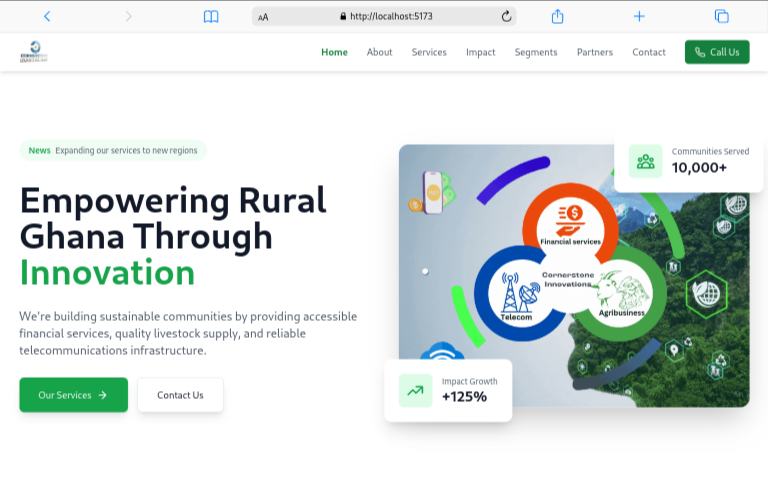 AA
http://localhost:5173
Home
About
Services
Impact
Segments
Partners
Contact
Call Us
News Expanding our services to new regions
Empowering Rural
Ghana Through
Innovation
We're building sustainable communities by providing accessible
financial services, quality livestock supply, and reliable
telecommunications infrastructure.
Our Services
Contact Us
Communities Served
10,000+
Financial services
Cornerstone
Innovations
Telecom
Agribusiness
Impact Growth
+125%